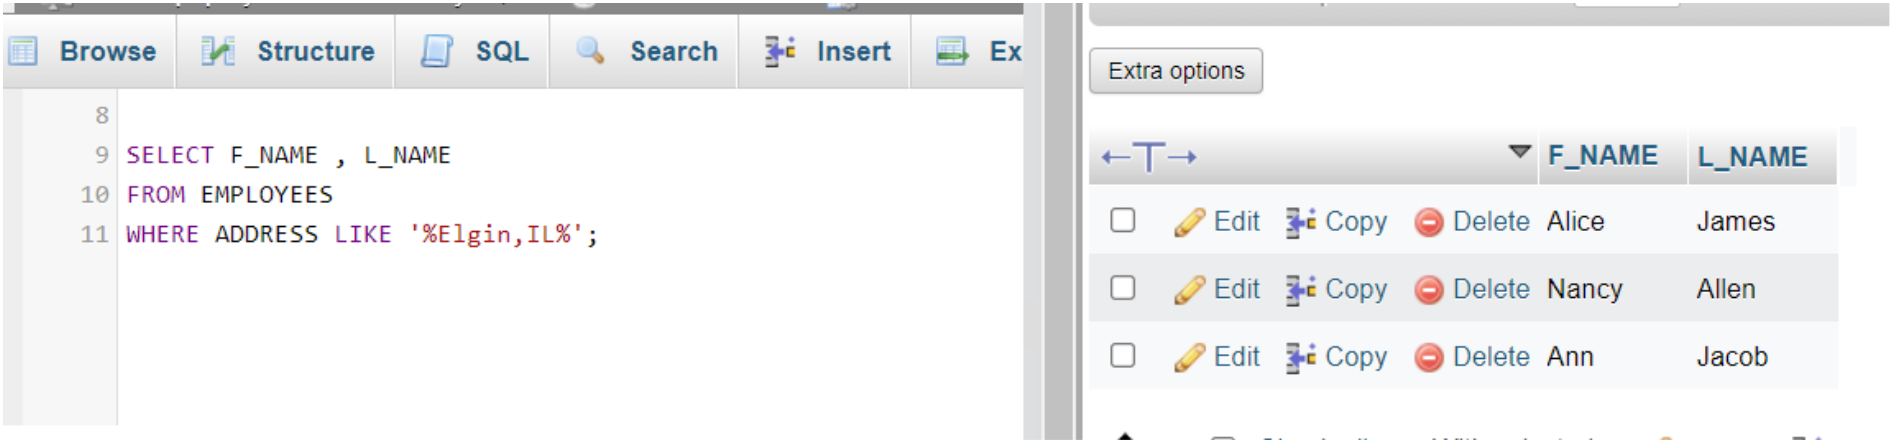 Browse Structure SQL Search Insert Ex
8
9 SELECT F_NAME , L_NAME
10 FROM EMPLOYEES
11 WHERE ADDRESS LIKE '%Elgin,IL%';
Extra options
F_NAME L_NAME
Edit Copy Delete Alice James
Edit Copy Delete Nancy Allen
Edit Copy Delete Ann Jacob